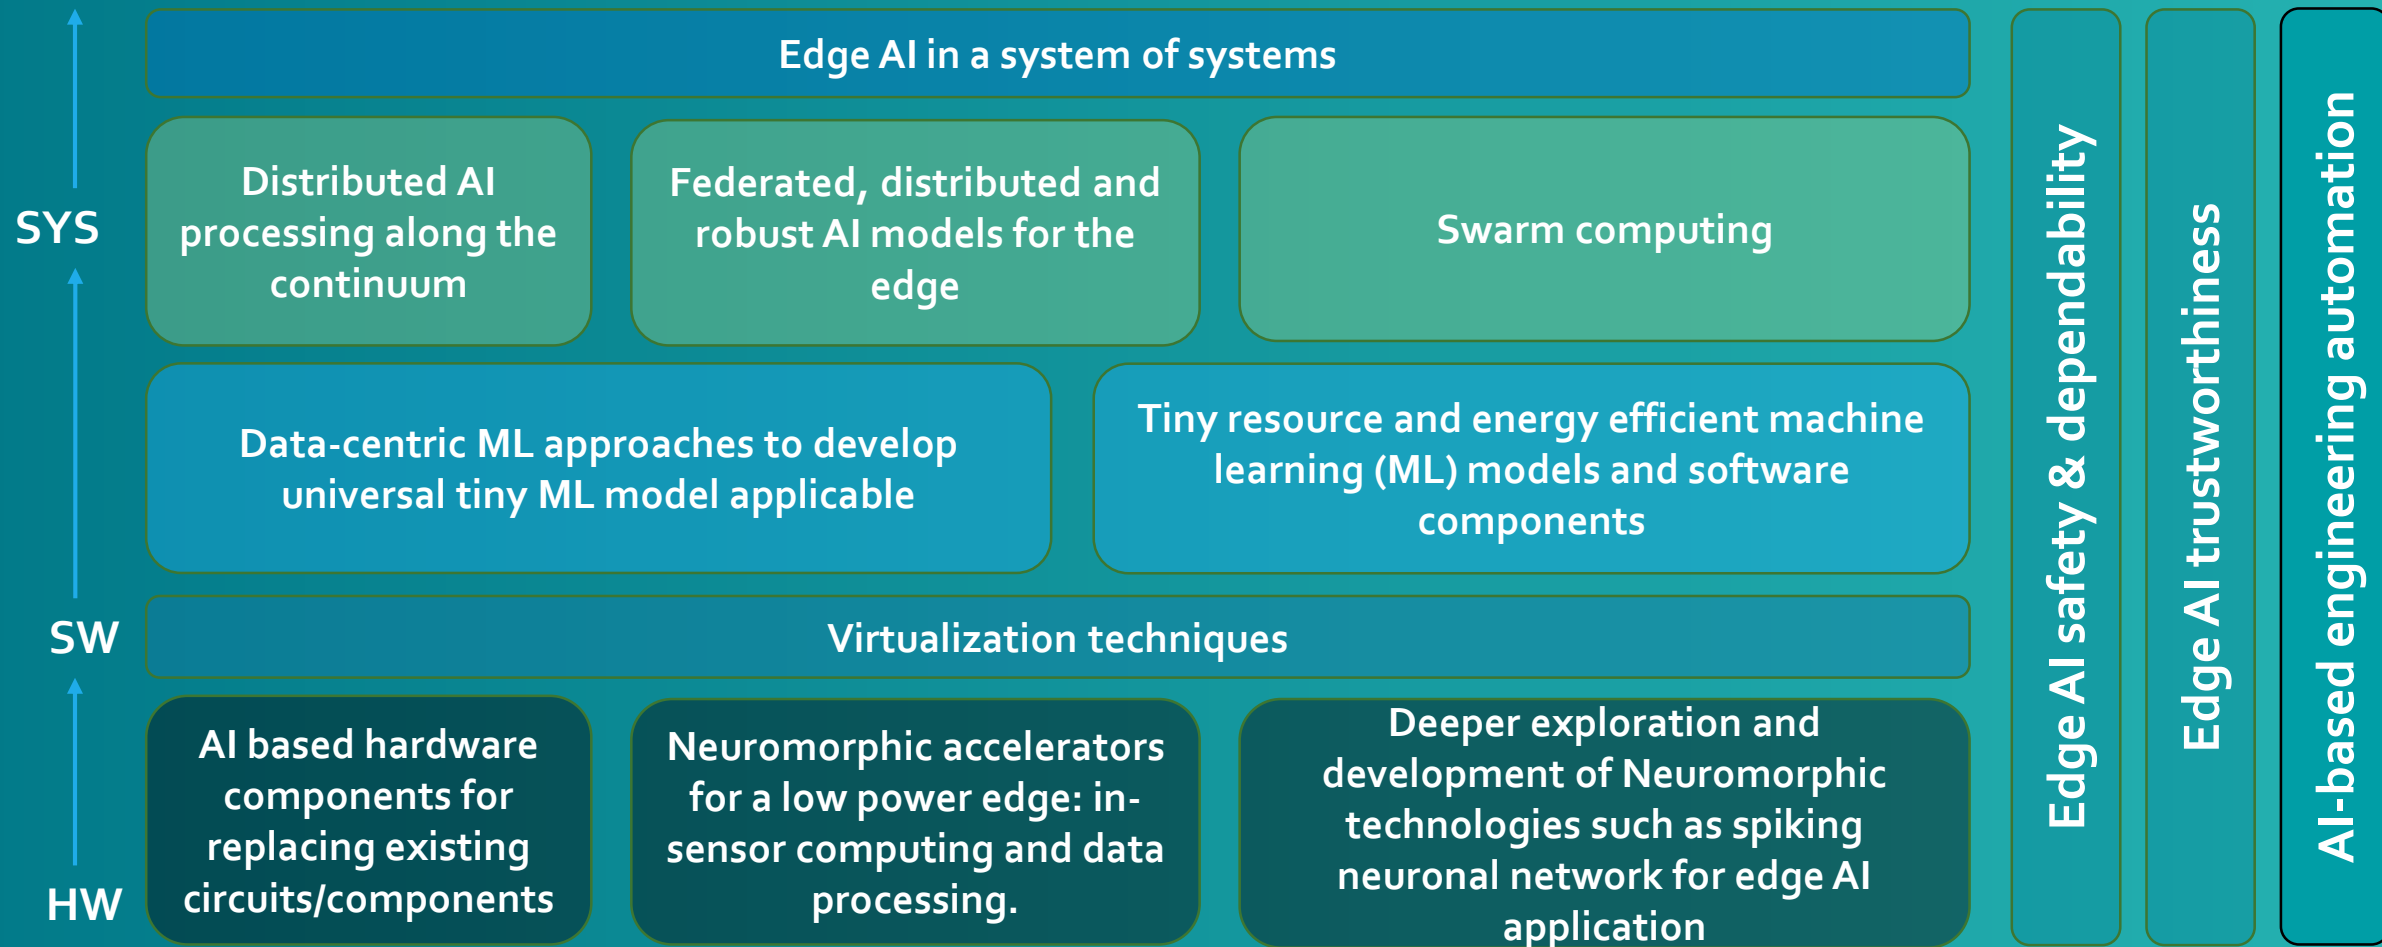 Edge AI in a system of systems
SYS
Distributed AI
processing along the
continuum
Federated, distributed and
robust AI models for the
edge
Swarm computing
Data-centric ML approaches to develop
universal tiny ML model applicable
Tiny resource and energy efficient machine
learning (ML) models and software
components
SW
Virtualization techniques
HW
AI based hardware
components for
replacing existing
circuits/components
Neuromorphic accelerators
for a low power edge: in-
sensor computing and data
processing.
Deeper exploration and
development of Neuromorphic
technologies such as spiking
neuronal network for edge AI
application
Edge AI safety & dependability
Edge AI trustworthiness
AI-based engineering automation